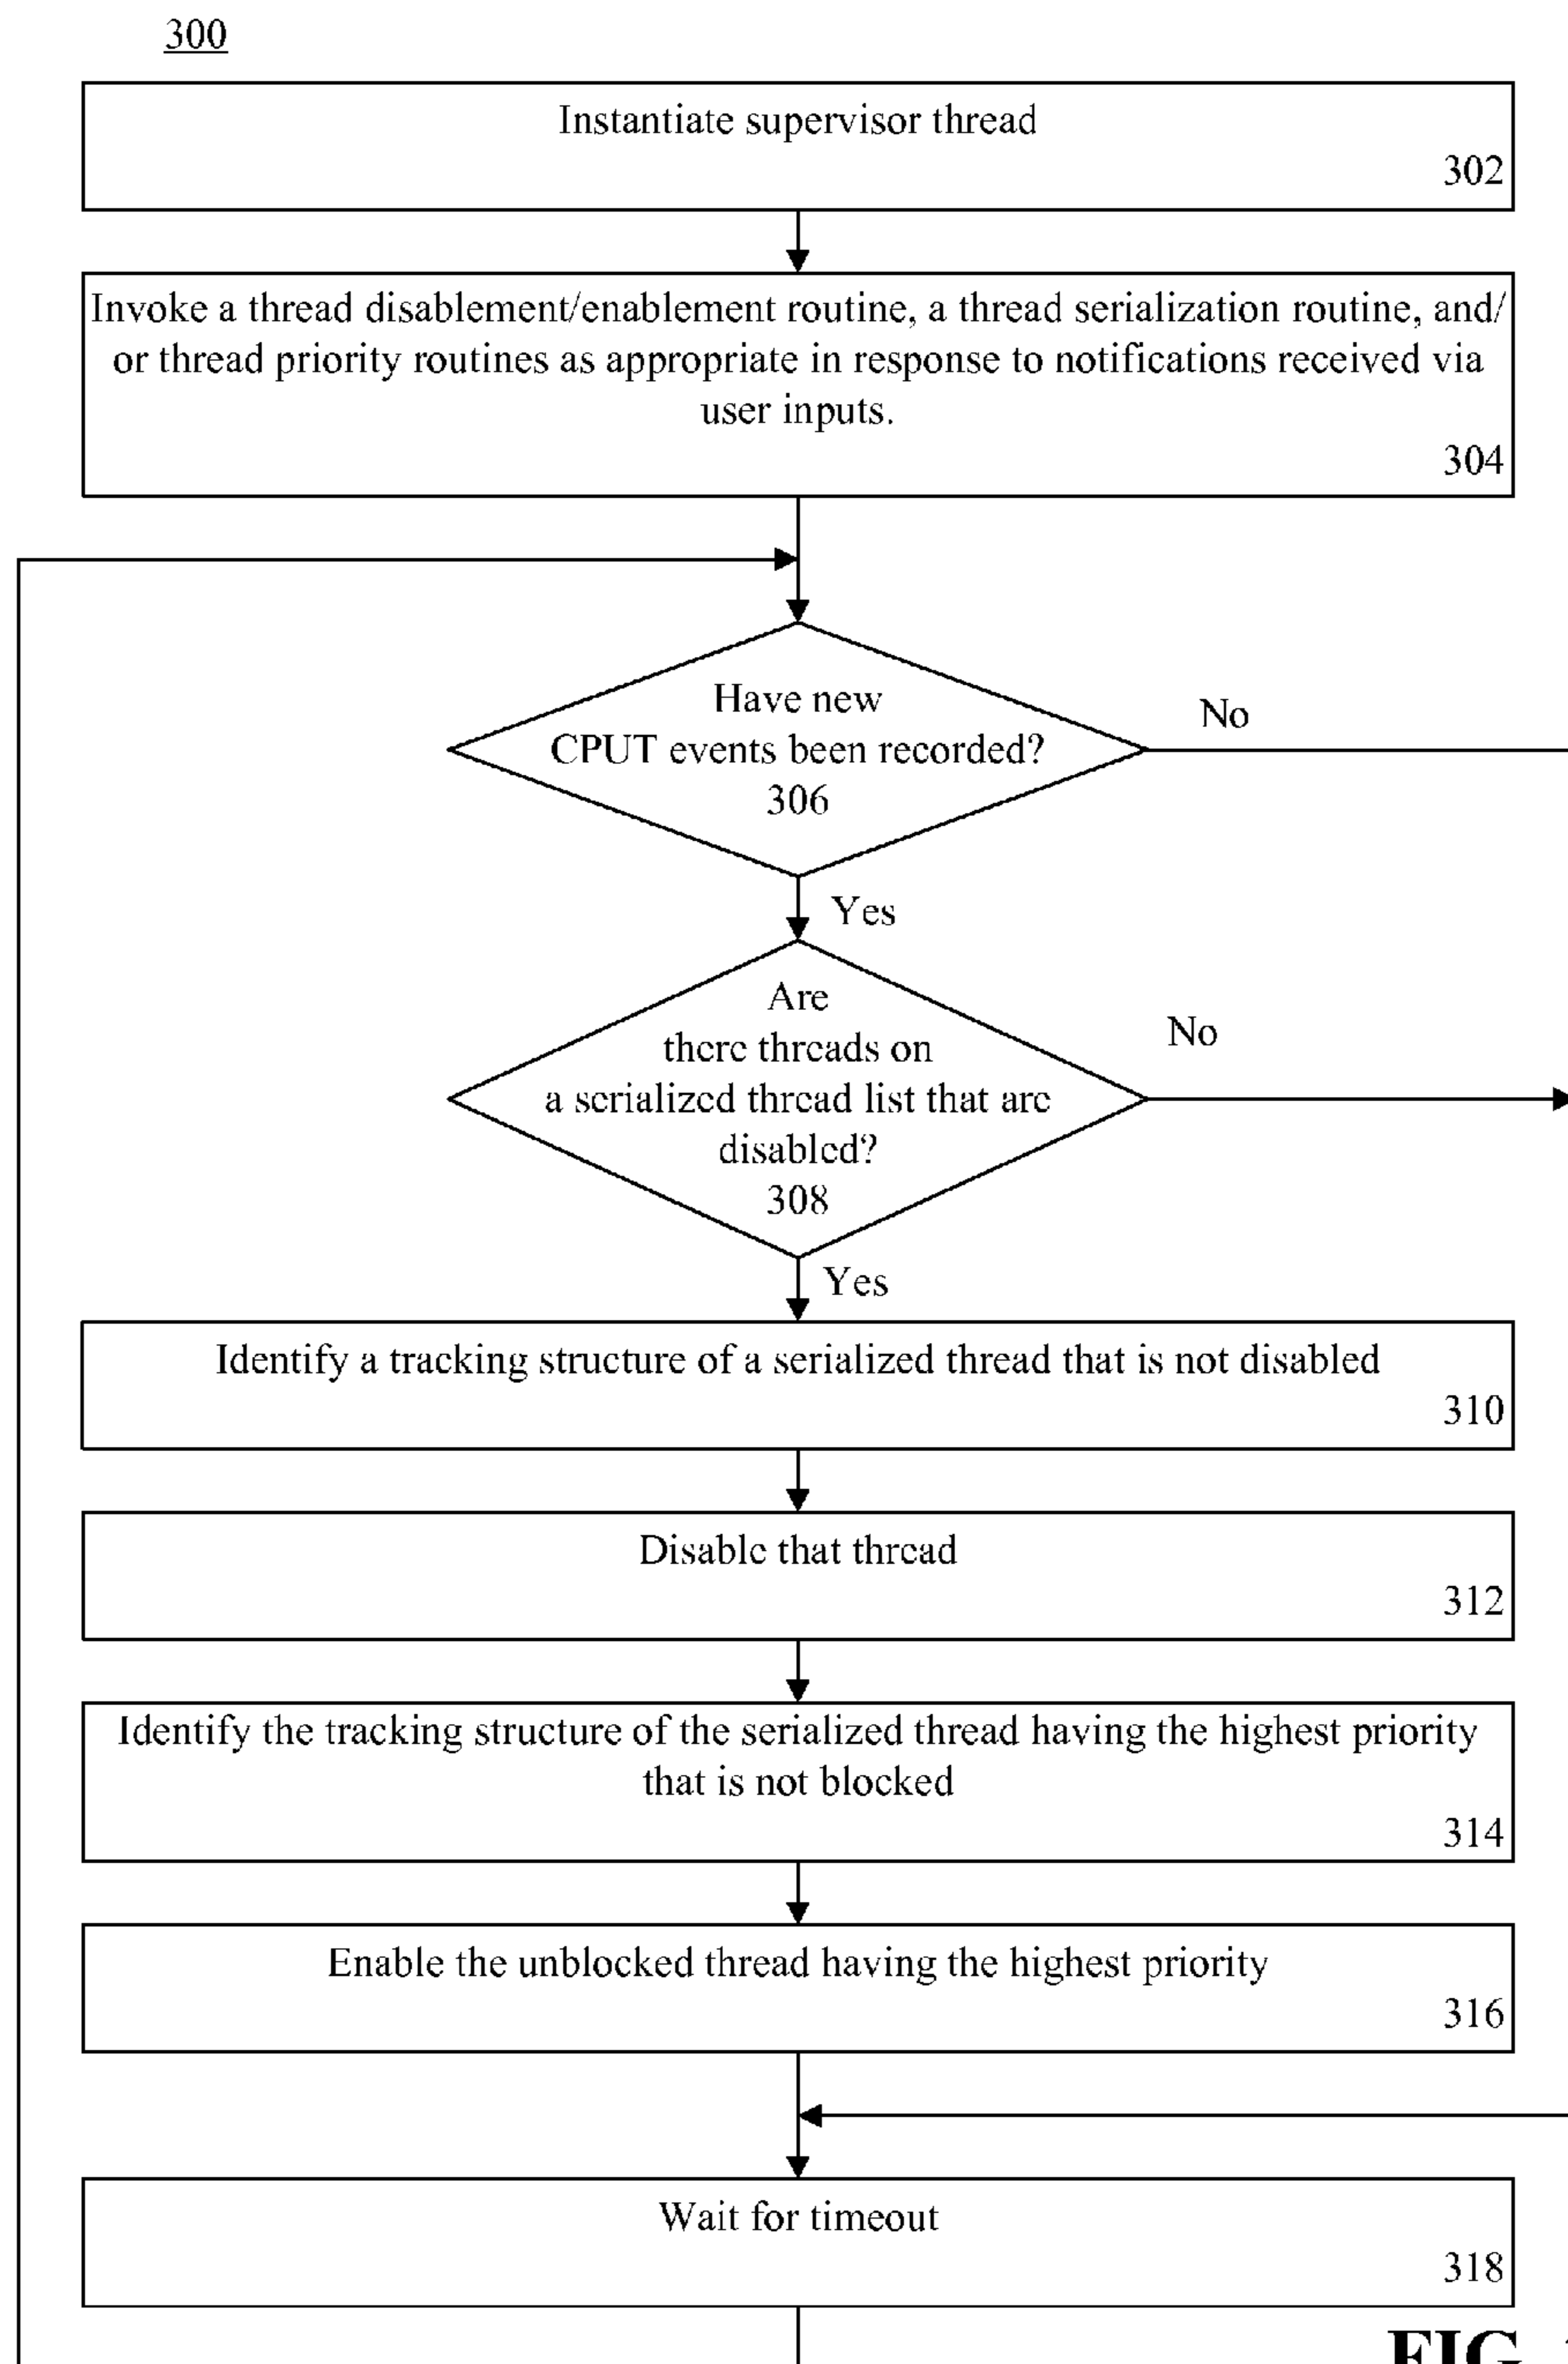 300
Instantiate supervisor thread
302
Invoke a thread disablement/enablement routine, a thread serialization routine, and/
or thread priority routines as appropriate in response to notifications received via
user inputs.
304
Have new
CPUT events been recorded?
306
No
Yes
Are
there threads on
a serialized thread list that are
disabled?
308
No
Yes
Identify a tracking structure of a serialized thread that is not disabled
310
Disable that thread
312
Identify the tracking structure of the serialized thread having the highest priority
that is not blocked
314
Enable the unblocked thread having the highest priority
316
Wait for timeout
318
FIG.